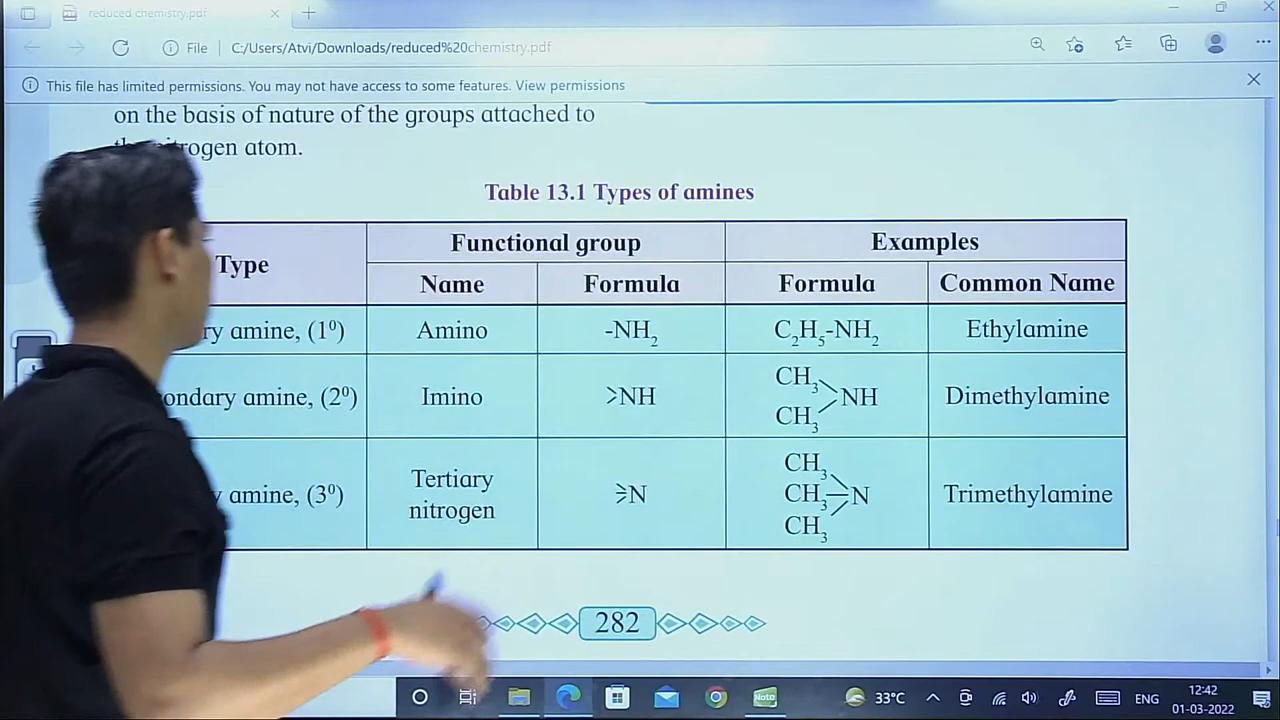 reduced chemistry.pdf
File
C:/Users/Atvi/Downloads/reduced%20chemistry.pdf
This file has limited permissions. You may not have access to some features. View permissions
on the basis of nature of the groups attached to
atom.
Table 13.1 Types of amines
Type
Functional group
Examples
Name
Formula
Formula
Common Name
amine, (1⁰)
Amino
-NH₂
C₂H₅-NH₂
Ethylamine
amine, (2⁰)
Imino
>NH
CH₃
CH₃
NH
Dimethylamine
amine, (3⁰)
Tertiary
nitrogen
N
CH₃
CH₃
CH₃
N
Trimethylamine
282
Note
33°C
ENG
12:42
01-03-2022